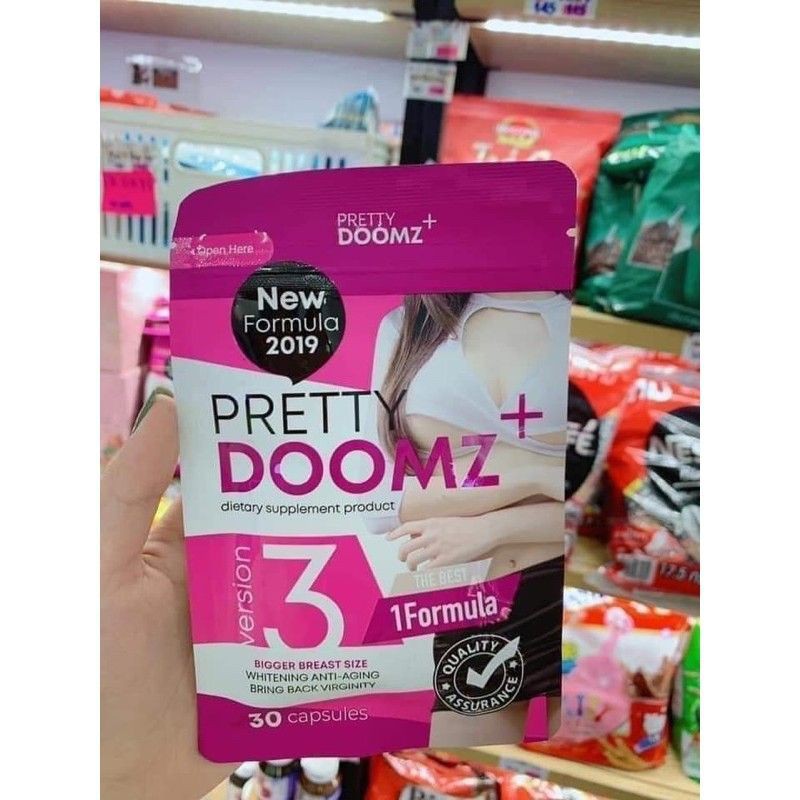 PRETTY
DOOMZ+
Open Here
New
Formula
2019
PRETTY
DOOMZ+
dietary supplement product
version
3
THE BEST
1Formula
BIGGER BREAST SIZE
WHITENING ANTI-AGING
BRING BACK VIRGINITY
QUALITY
ASSURANCE
30 capsules